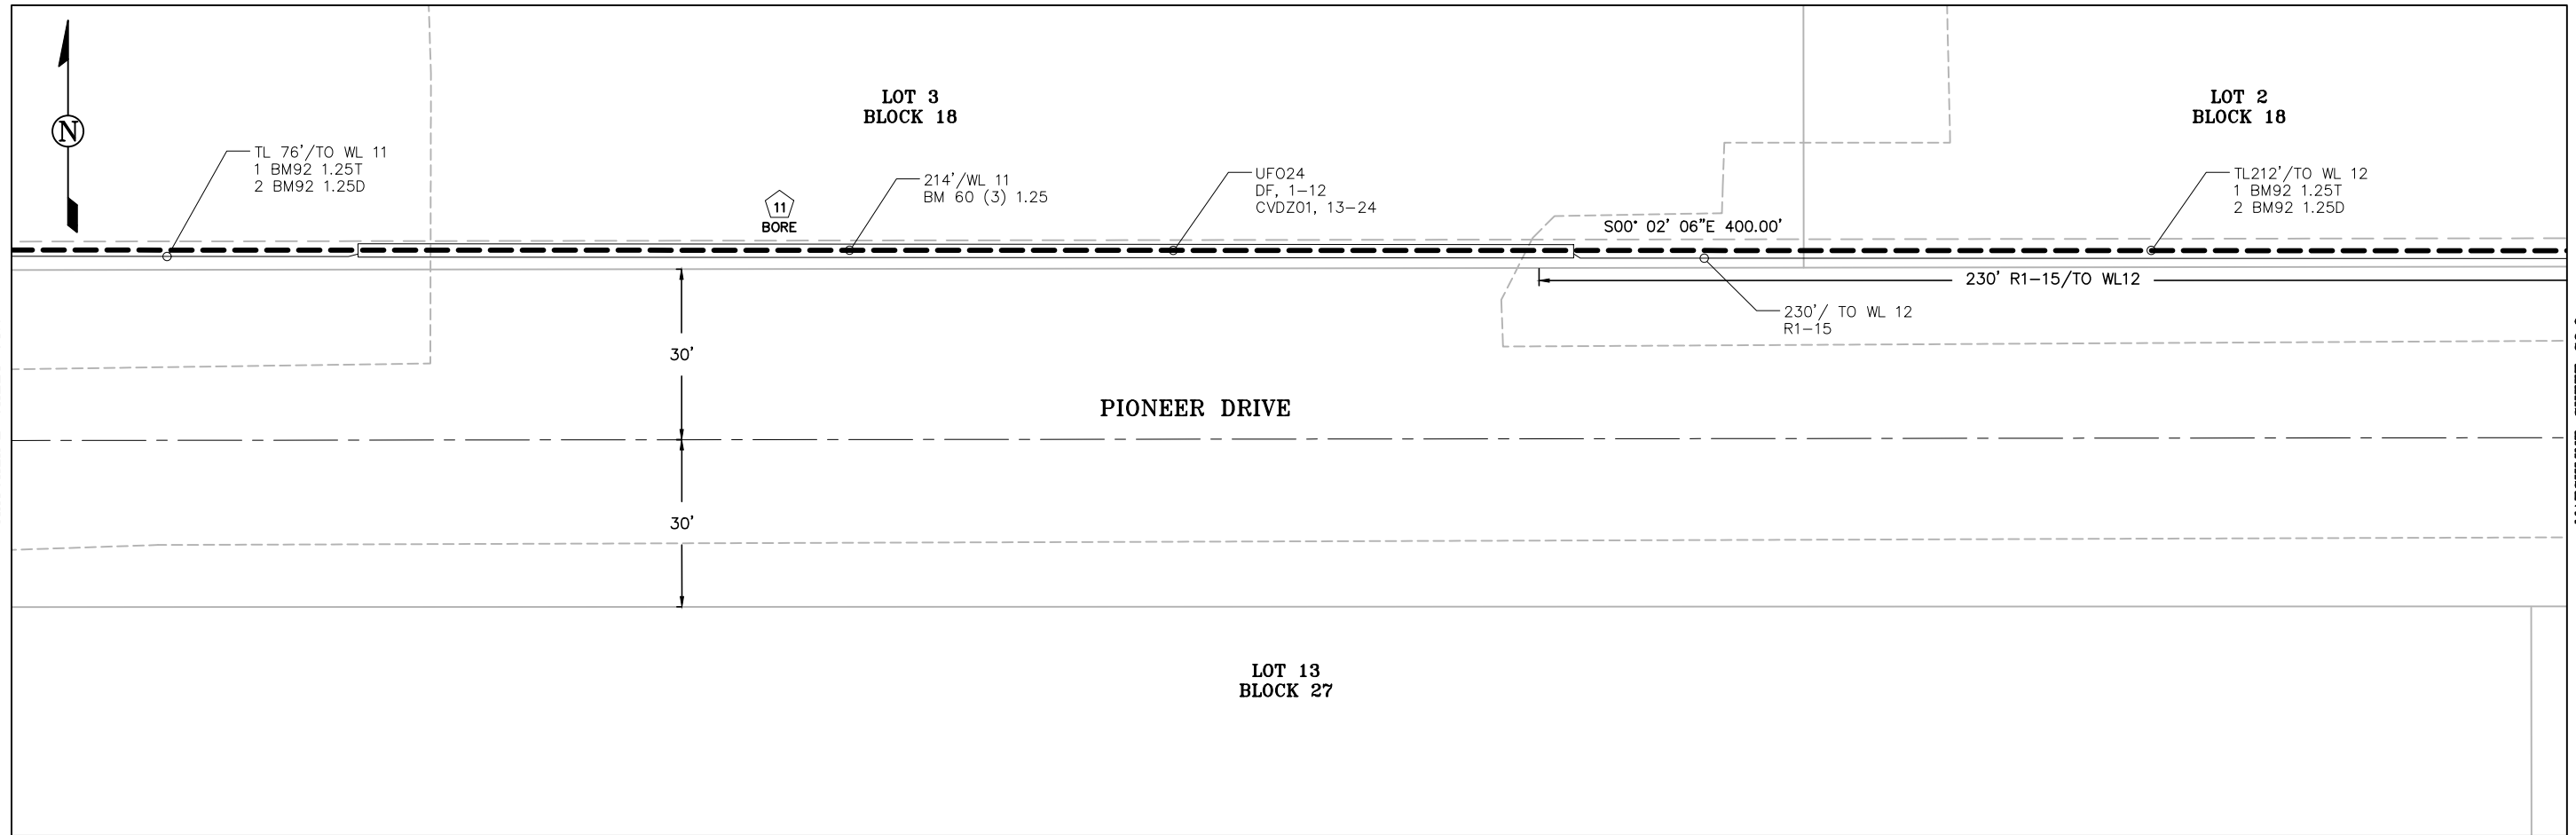 LOT 3
BLOCK 18
LOT 2
BLOCK 18
N
TL 76'/TO WL 11
1 BM92 1.25T
2 BM92 1.25D
11
BORE
214'/WL 11
BM 60 (3) 1.25
UFO24
DF, 1-12
CVDZ01, 13-24
S00° 02' 06"E 400.00'
TL212'/TO WL 12
1 BM92 1.25T
2 BM92 1.25D
230' R1-15/TO WL12
230'/ TO WL 12
R1-15
30'
PIONEER DRIVE
30'
LOT 13
BLOCK 27